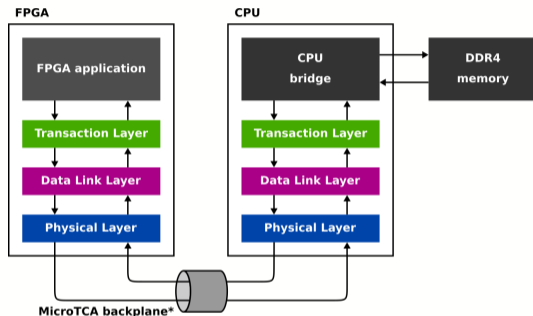 FPGA
CPU
FPGA application
CPU
bridge
DDR4
memory
Transaction Layer
Transaction Layer
Data Link Layer
Data Link Layer
Physical Layer
Physical Layer
MicroTCA backplane*